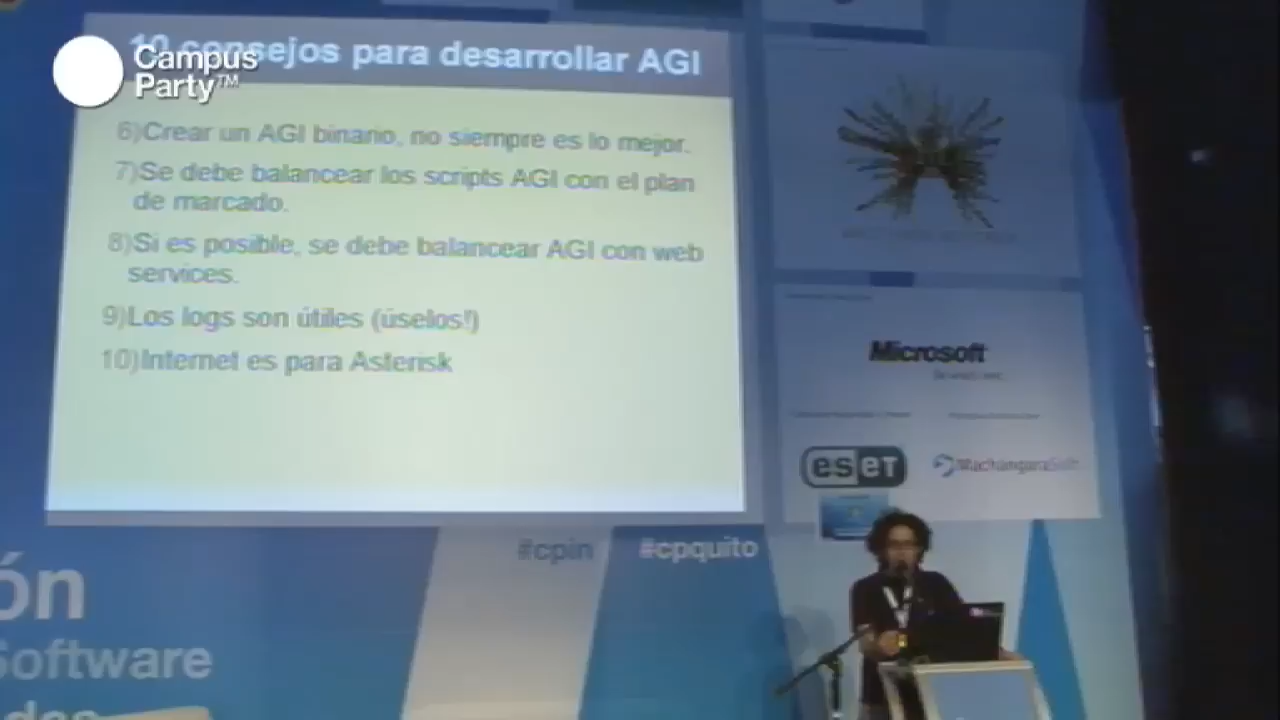 Campus
Party™
10 consejos para desarrollar AGI
6)Crear un AGI binario, no siempre es lo mejor.
7)Se debe balancear los scripts AGI con el plan
de marcado.
8)Si es posible, se debe balancear AGI con web
services.
9)Los logs son útiles (úselos!)
10)Internet es para Asterisk
Microsoft
eseT
MachangaraSoft
#cpin
#cpquito
ón
Software